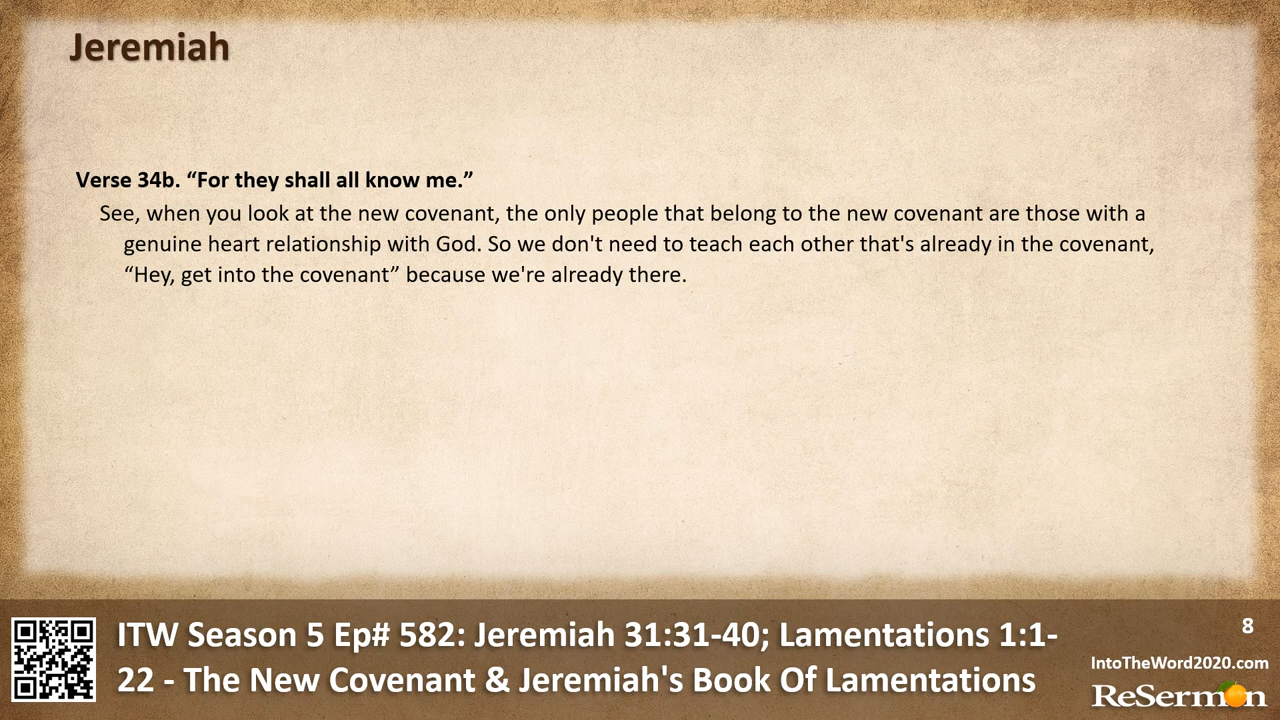 Jeremiah
Verse 34b. “For they shall all know me.”
See, when you look at the new covenant, the only people that belong to the new covenant are those with a
genuine heart relationship with God. So we don't need to teach each other that's already in the covenant,
“Hey, get into the covenant” because we're already there.
ITW Season 5 Ep# 582: Jeremiah 31:31-40; Lamentations 1:1-
22 - The New Covenant & Jeremiah's Book Of Lamentations
8
IntoTheWord2020.com
ReSermon